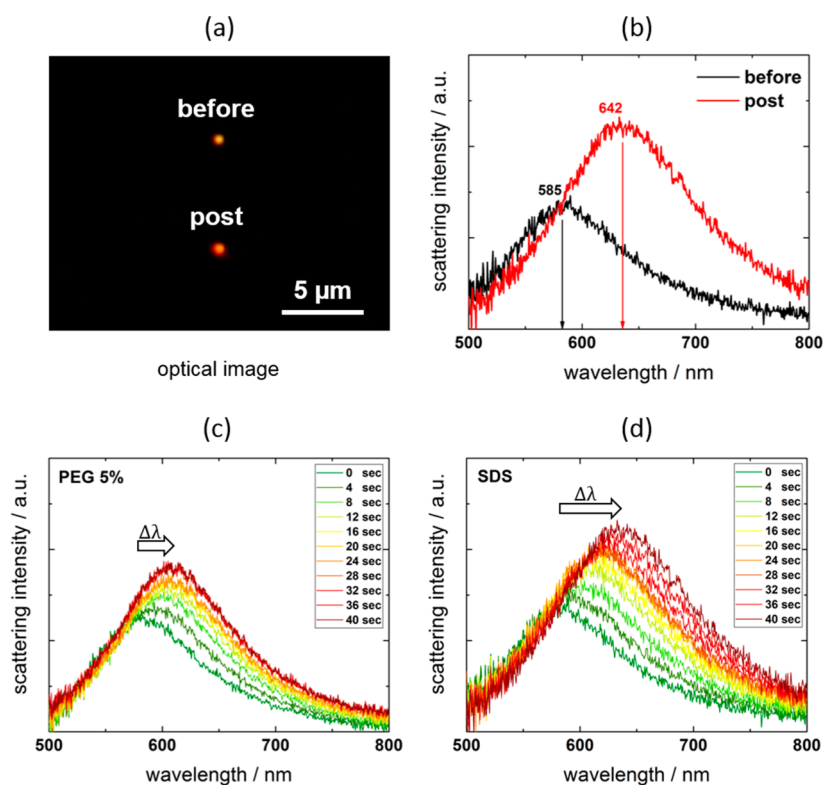 (a)
before
post
5 µm
optical image
(b)
before
post
642
585
scattering intensity / a.u.
500 600 700 800
wavelength / nm
(c)
PEG 5%
Δλ
0 sec
4 sec
8 sec
12 sec
16 sec
20 sec
24 sec
28 sec
32 sec
36 sec
40 sec
scattering intensity / a.u.
500 600 700 800
wavelength / nm
(d)
SDS
Δλ
0 sec
4 sec
8 sec
12 sec
16 sec
20 sec
24 sec
28 sec
32 sec
36 sec
40 sec
scattering intensity / a.u.
500 600 700 800
wavelength / nm